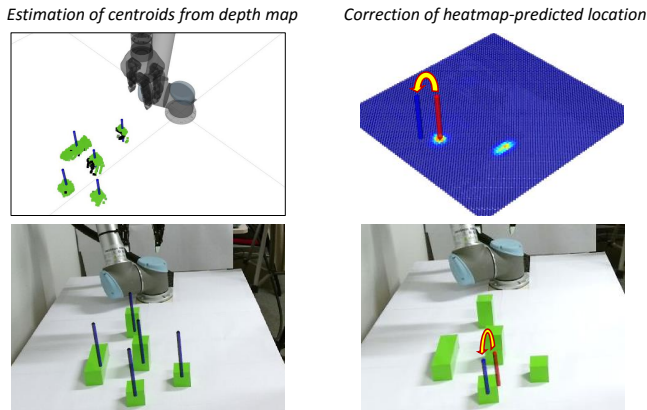 Estimation of centroids from depth map
Correction of heatmap-predicted location